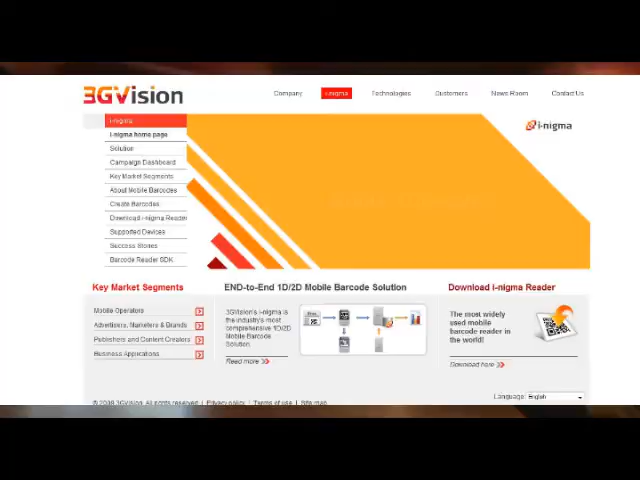 3GVision
Company
i-nigma
Technologies
Customers
News Room
Contact Us
i-nigma
i-nigma
i-nigma home page
Solution
Campaign Dashboard
Key Market Segments
About Mobile Barcodes
Create Barcodes
Download i-nigma Reader
Supported Devices
Success Stories
Barcode Reader SDK
Key Market Segments
Mobile Operators
Advertisers, Marketers & Brands
Publishers and Content Creators
Business Applications
END-to-End 1D/2D Mobile Barcode Solution
3GVision's i-nigma is
the industry's most
comprehensive 1D/2D
Mobile Barcode
Solution.
Read more
Download i-nigma Reader
The most widely
used mobile
barcode reader in
the world!
Download here
Language: English
3GVision. All rights reserved | Privacy policy | Terms of use | Site map